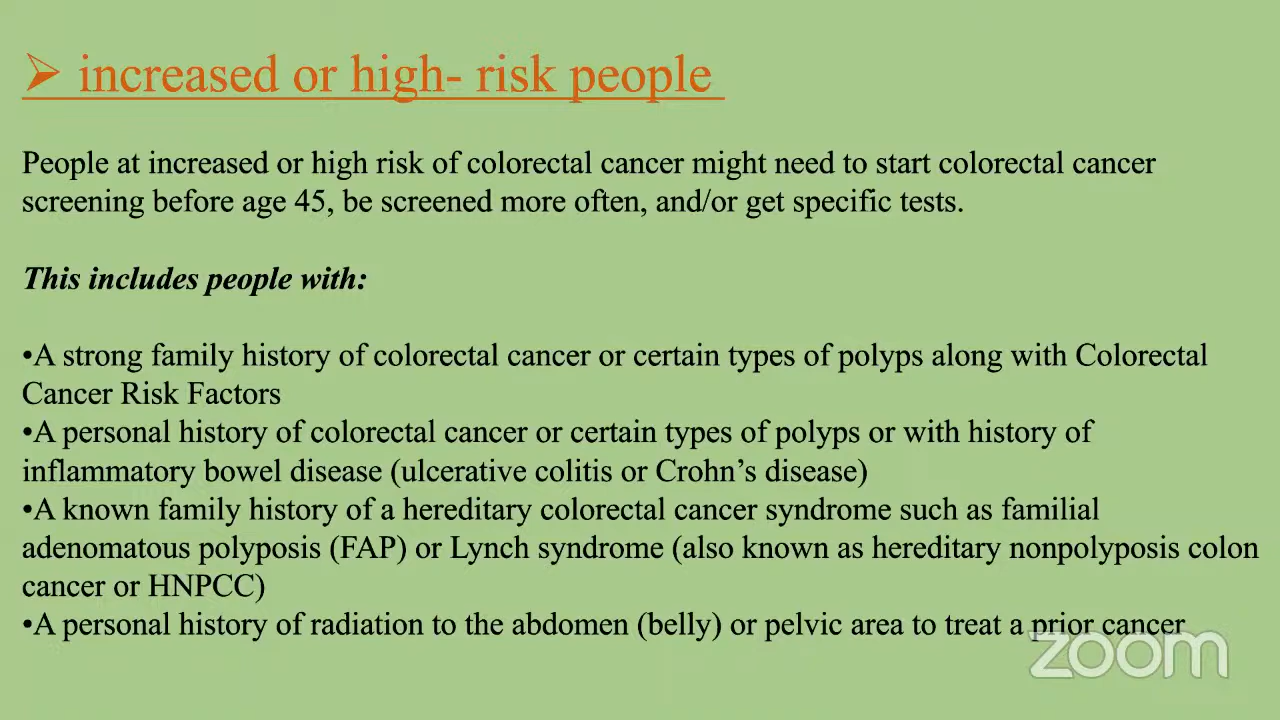 ➢ increased or high- risk people
People at increased or high risk of colorectal cancer might need to start colorectal cancer
screening before age 45, be screened more often, and/or get specific tests.
This includes people with:
•A strong family history of colorectal cancer or certain types of polyps along with Colorectal
Cancer Risk Factors
•A personal history of colorectal cancer or certain types of polyps or with history of
inflammatory bowel disease (ulcerative colitis or Crohn’s disease)
•A known family history of a hereditary colorectal cancer syndrome such as familial
adenomatous polyposis (FAP) or Lynch syndrome (also known as hereditary nonpolyposis colon
cancer or HNPCC)
•A personal history of radiation to the abdomen (belly) or pelvic area to treat a prior cancer
zoom